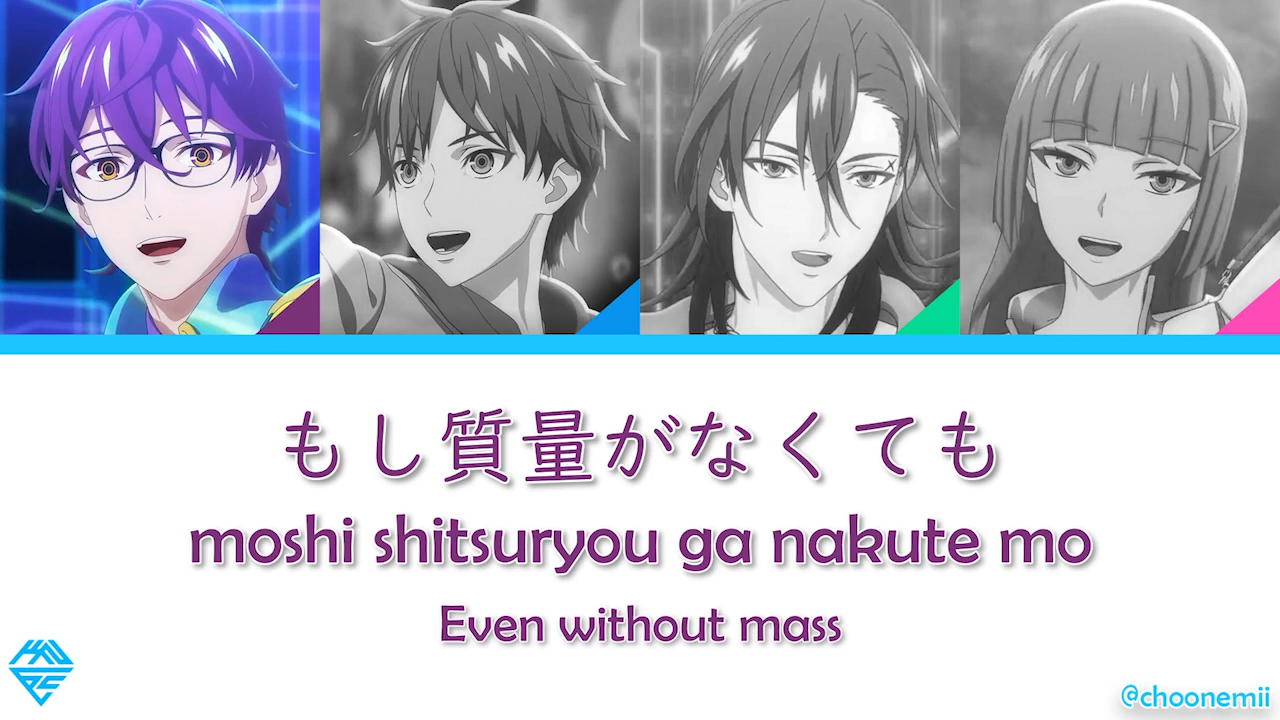 もし質量がなくても
moshi shitsuryou ga nakute mo
Even without mass
@choonemii